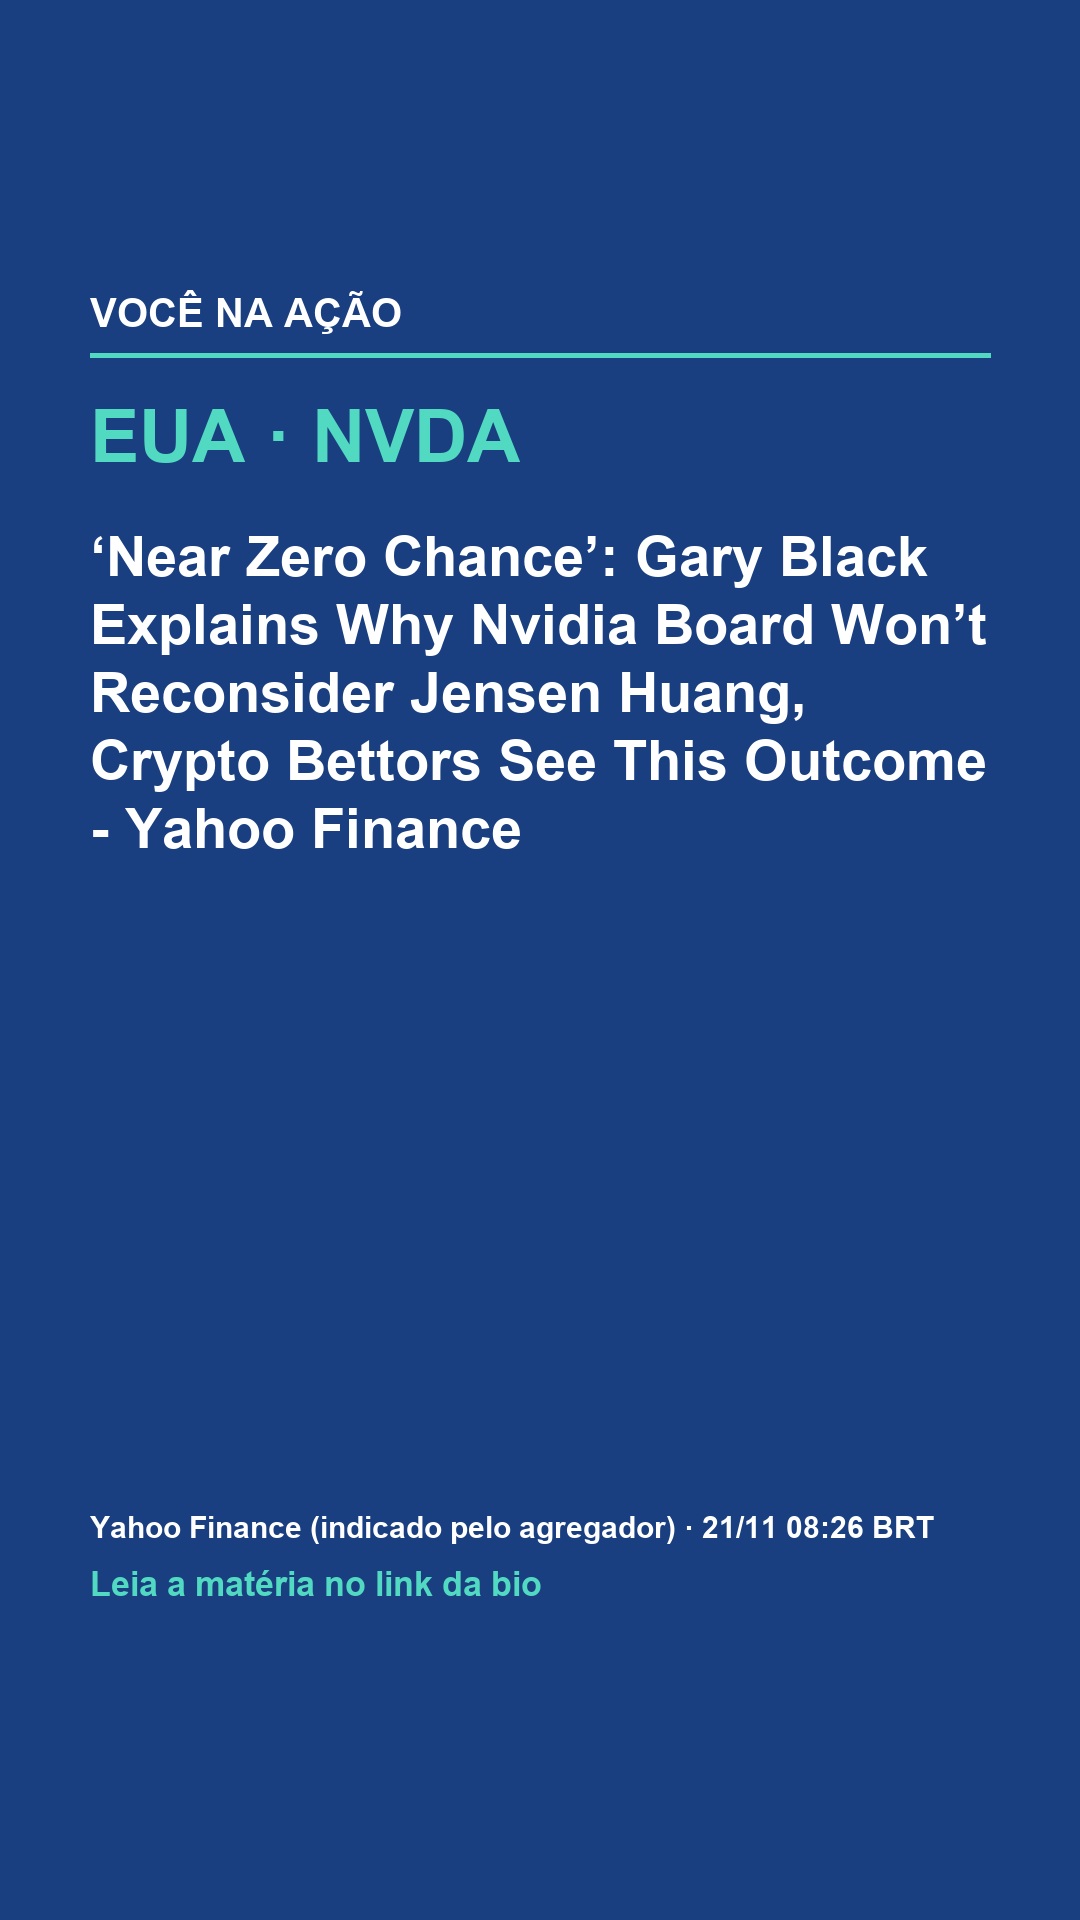 VOCÊ NA AÇÃO
EUA · NVDA
‘Near Zero Chance’: Gary Black
Explains Why Nvidia Board Won’t
Reconsider Jensen Huang,
Crypto Bettors See This Outcome
- Yahoo Finance
Yahoo Finance (indicado pelo agregador) · 21/11 08:26 BRT
Leia a matéria no link da bio